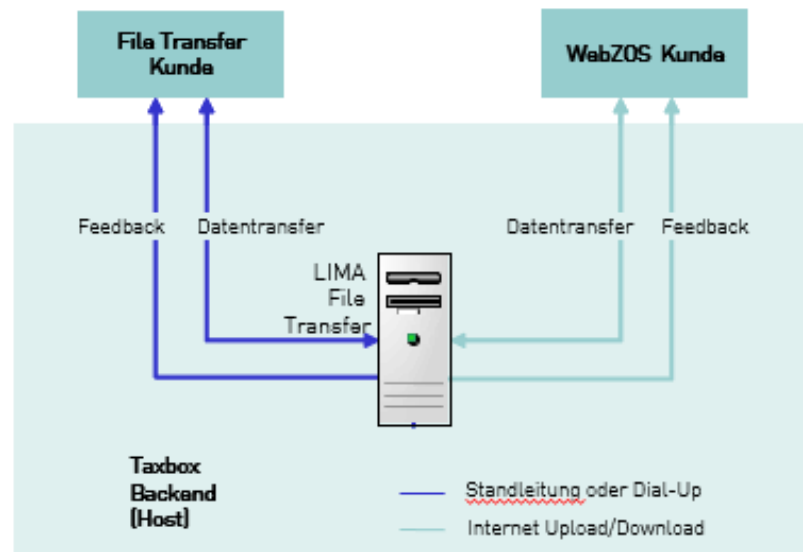 File Transfer
Kunde
WebZOS Kunde
Feedback
Datentransfer
Datentransfer
Feedback
LIMA
File
Transfer
Taxbox
Backend
(Host)
Standleitung oder Dial-Up
Internet Upload/Download